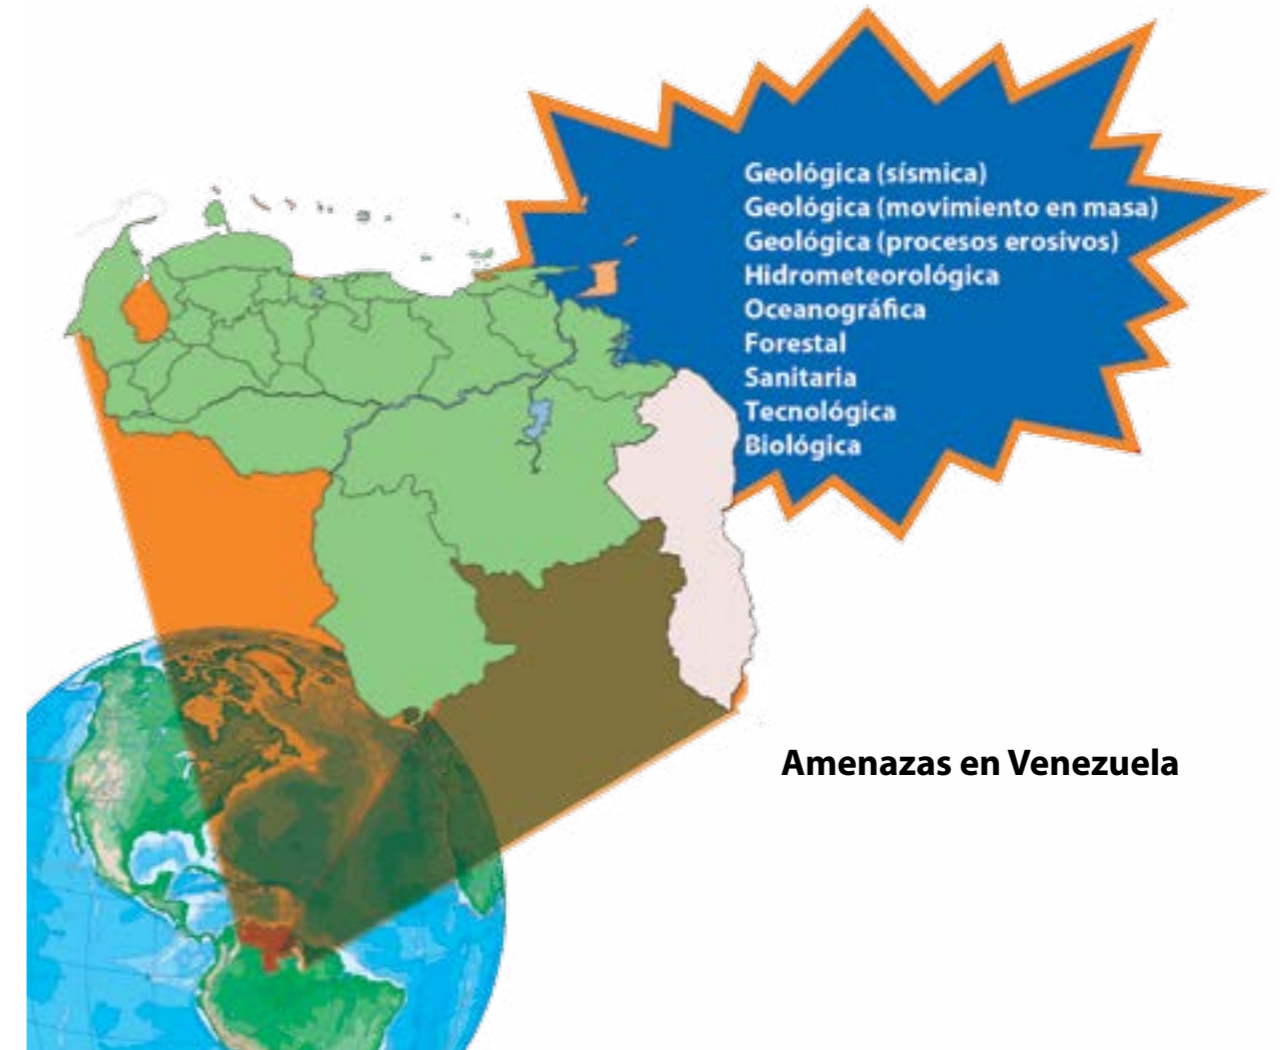 Geológica (sísmica)
Geológica (movimiento en masa)
Geológica (procesos erosivos)
Hidrometeorológica
Oceanográfica
Forestal
Sanitaria
Tecnológica
Biológica
Amenazas en Venezuela